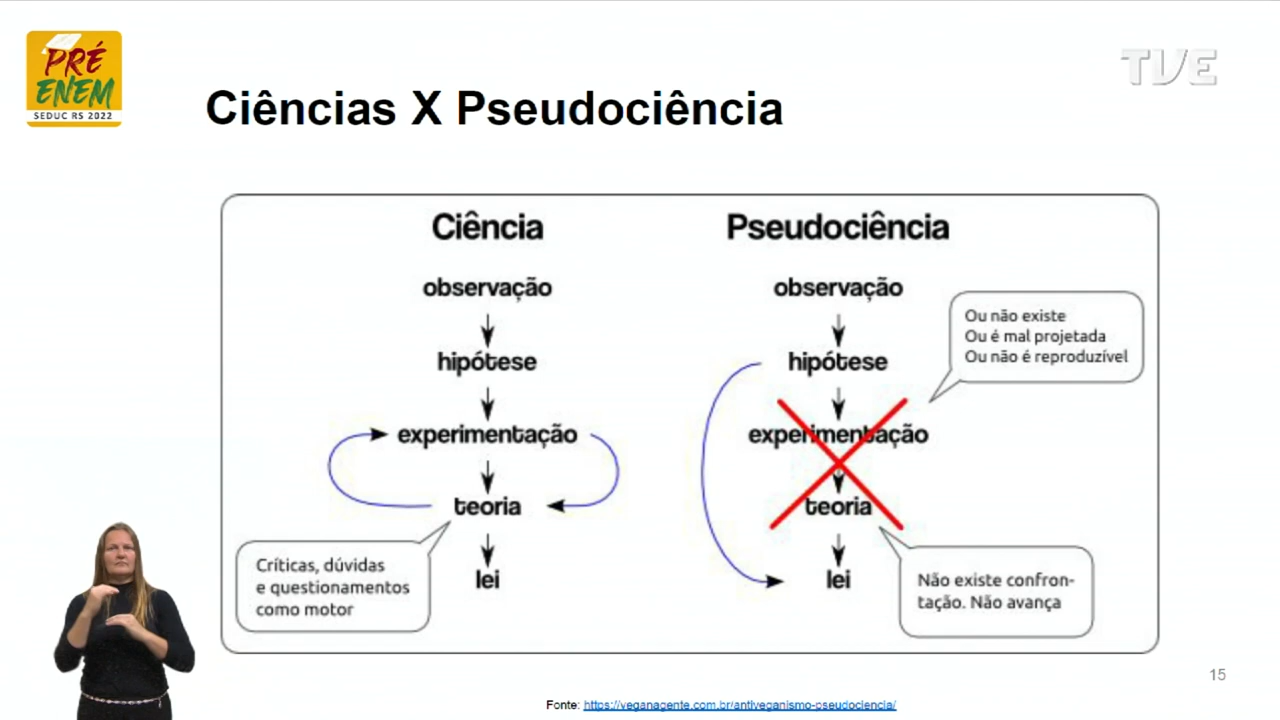 PRÉ
ENEM
SEDUC RS 2022
TVE
Ciências X Pseudociência
Ciência
observação
hipótese
experimentação
teoria
lei
Críticas, dúvidas
e questionamentos
como motor
Pseudociência
observação
hipótese
experimentação
teoria
lei
Ou não existe
Ou é mal projetada
Ou não é reproduzível
Não existe confron-
tação. Não avança
15
Fonte: https://veganagente.com.br/antiveganismo-pseudociencia/